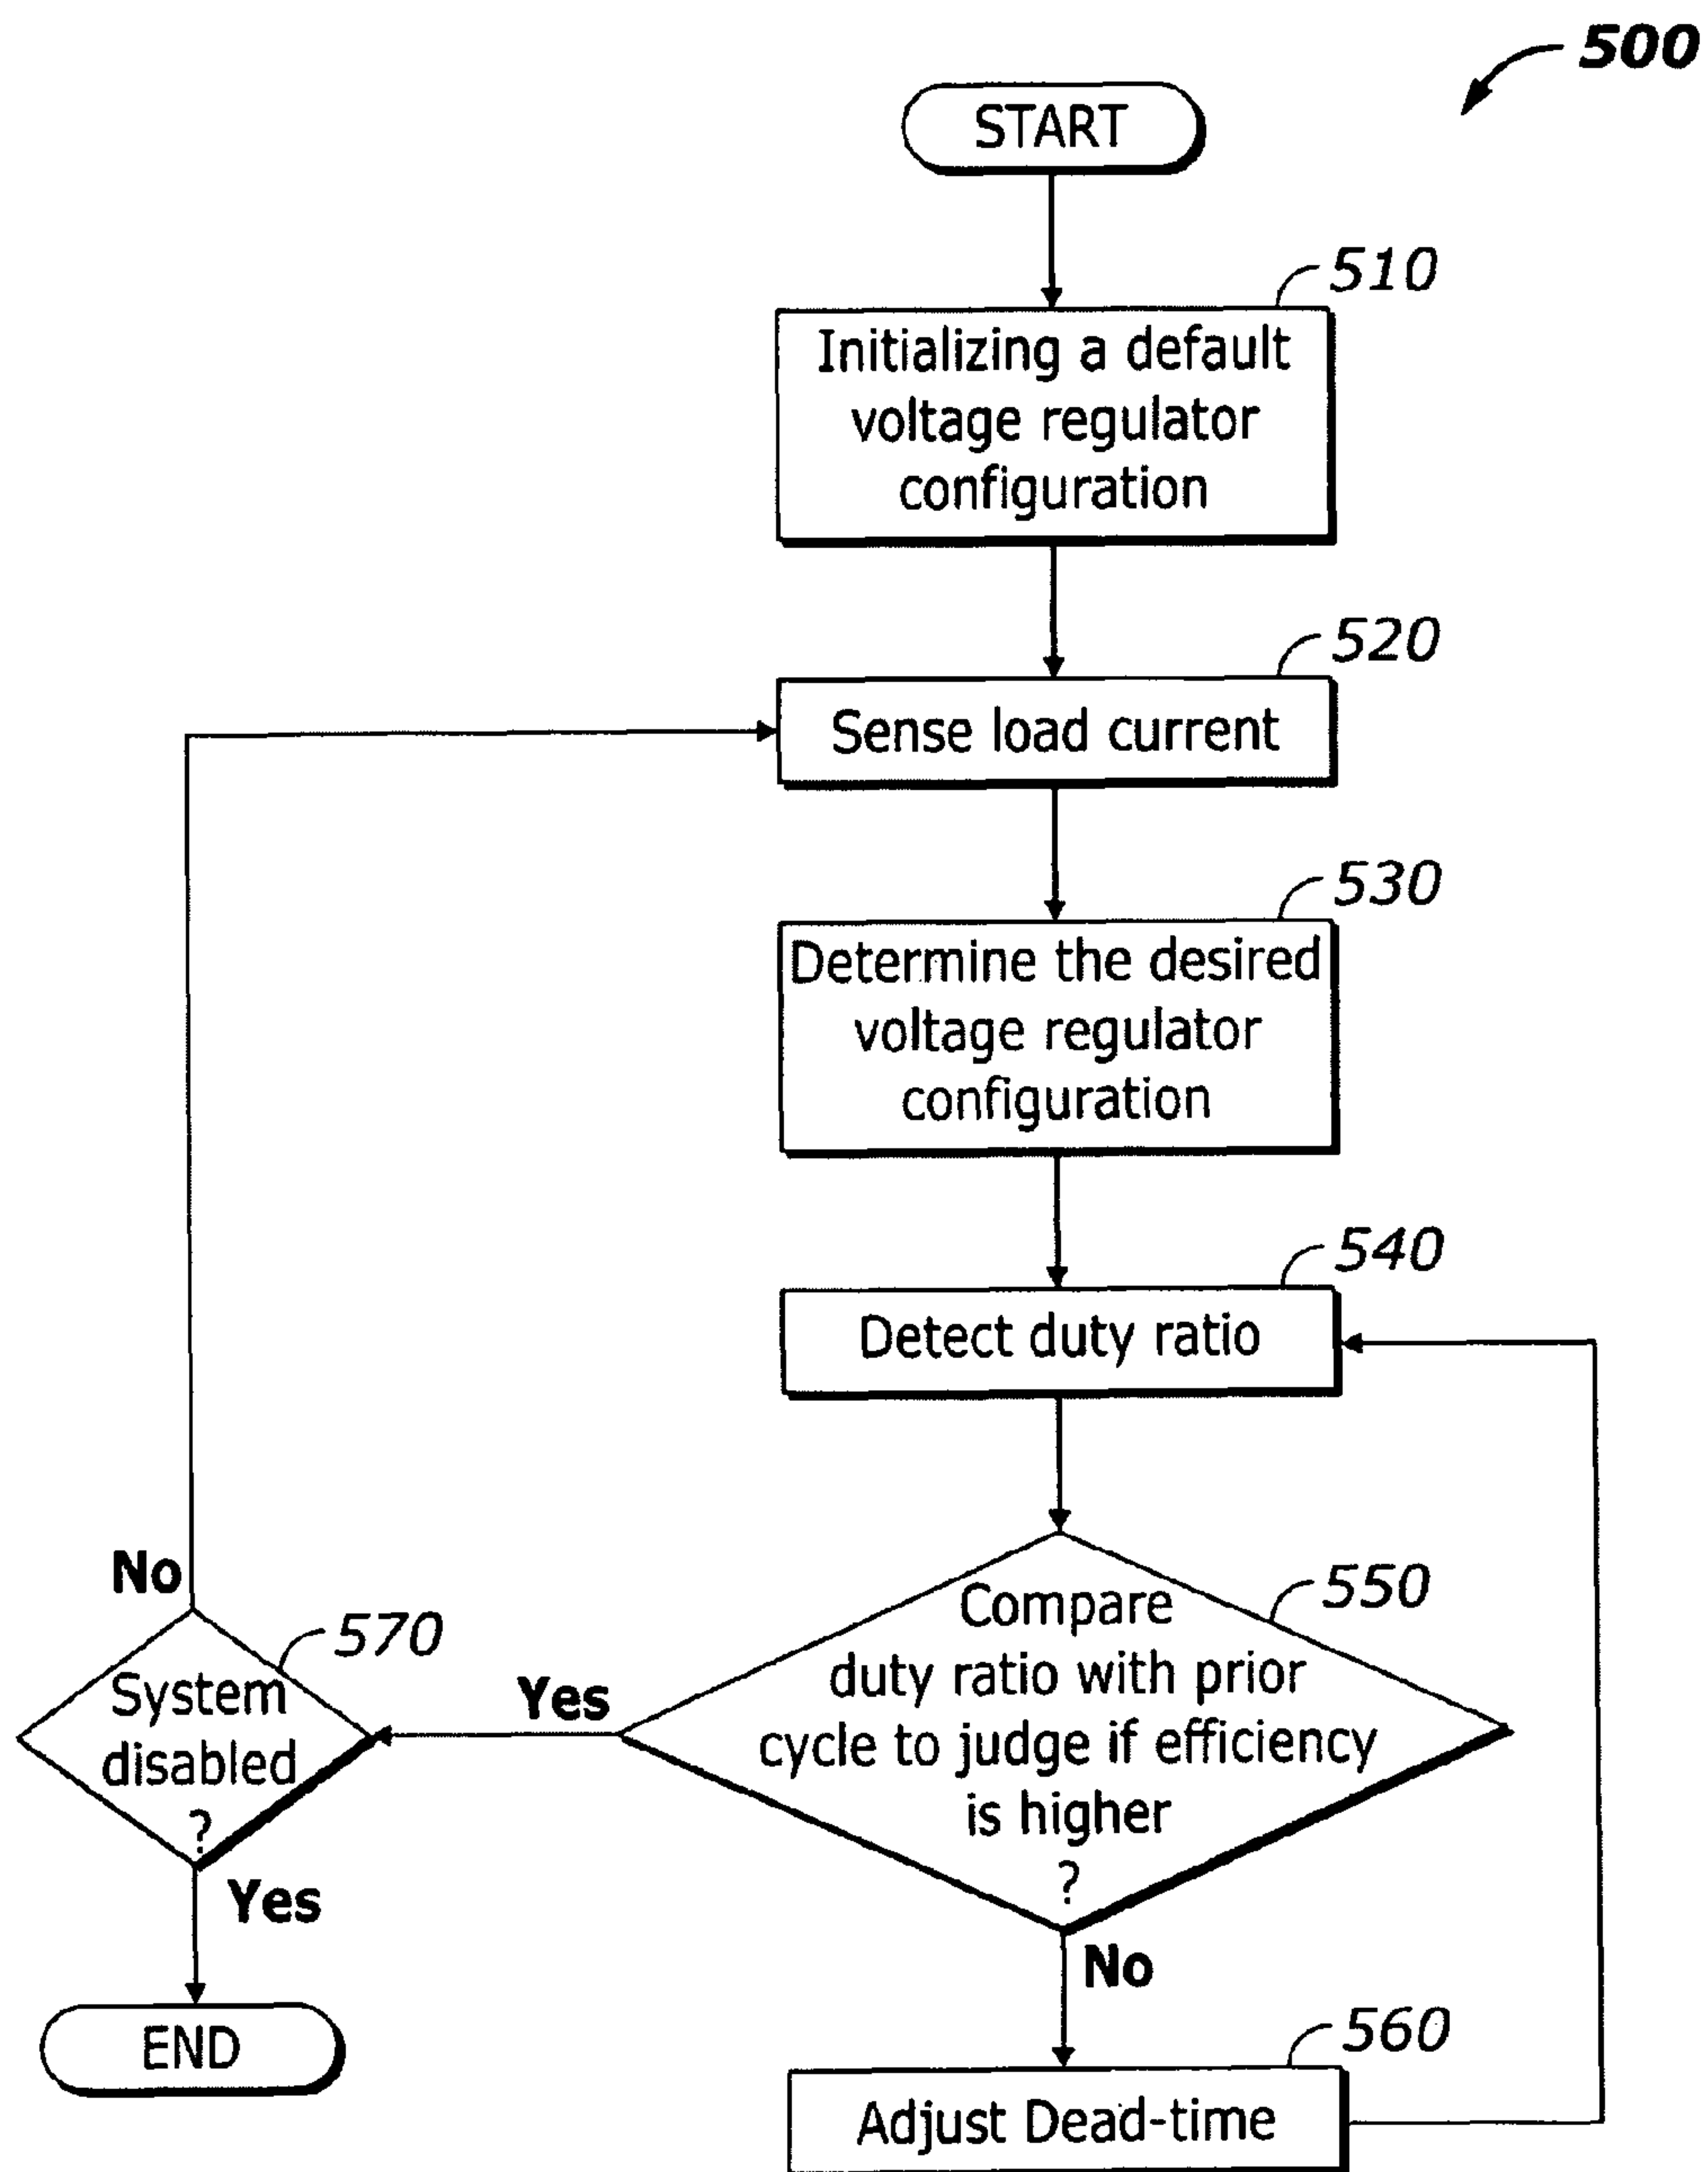 500
START
510
Initializing a default
voltage regulator
configuration
520
Sense load current
530
Determine the desired
voltage regulator
configuration
540
Detect duty ratio
550
Compare
duty ratio with prior
cycle to judge if efficiency
is higher
?
Yes
No
570
System
disabled
?
No
Yes
END
560
Adjust Dead-time